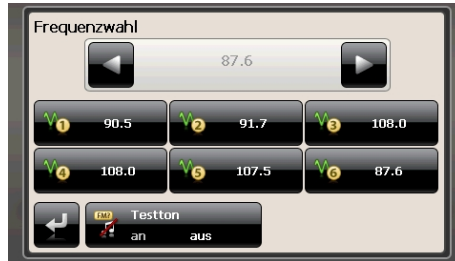 Frequenzwahl
87.6
1 90.5 2 91.7 3 108.0
4 108.0 5 107.5 6 87.6
FM? Testton
an aus